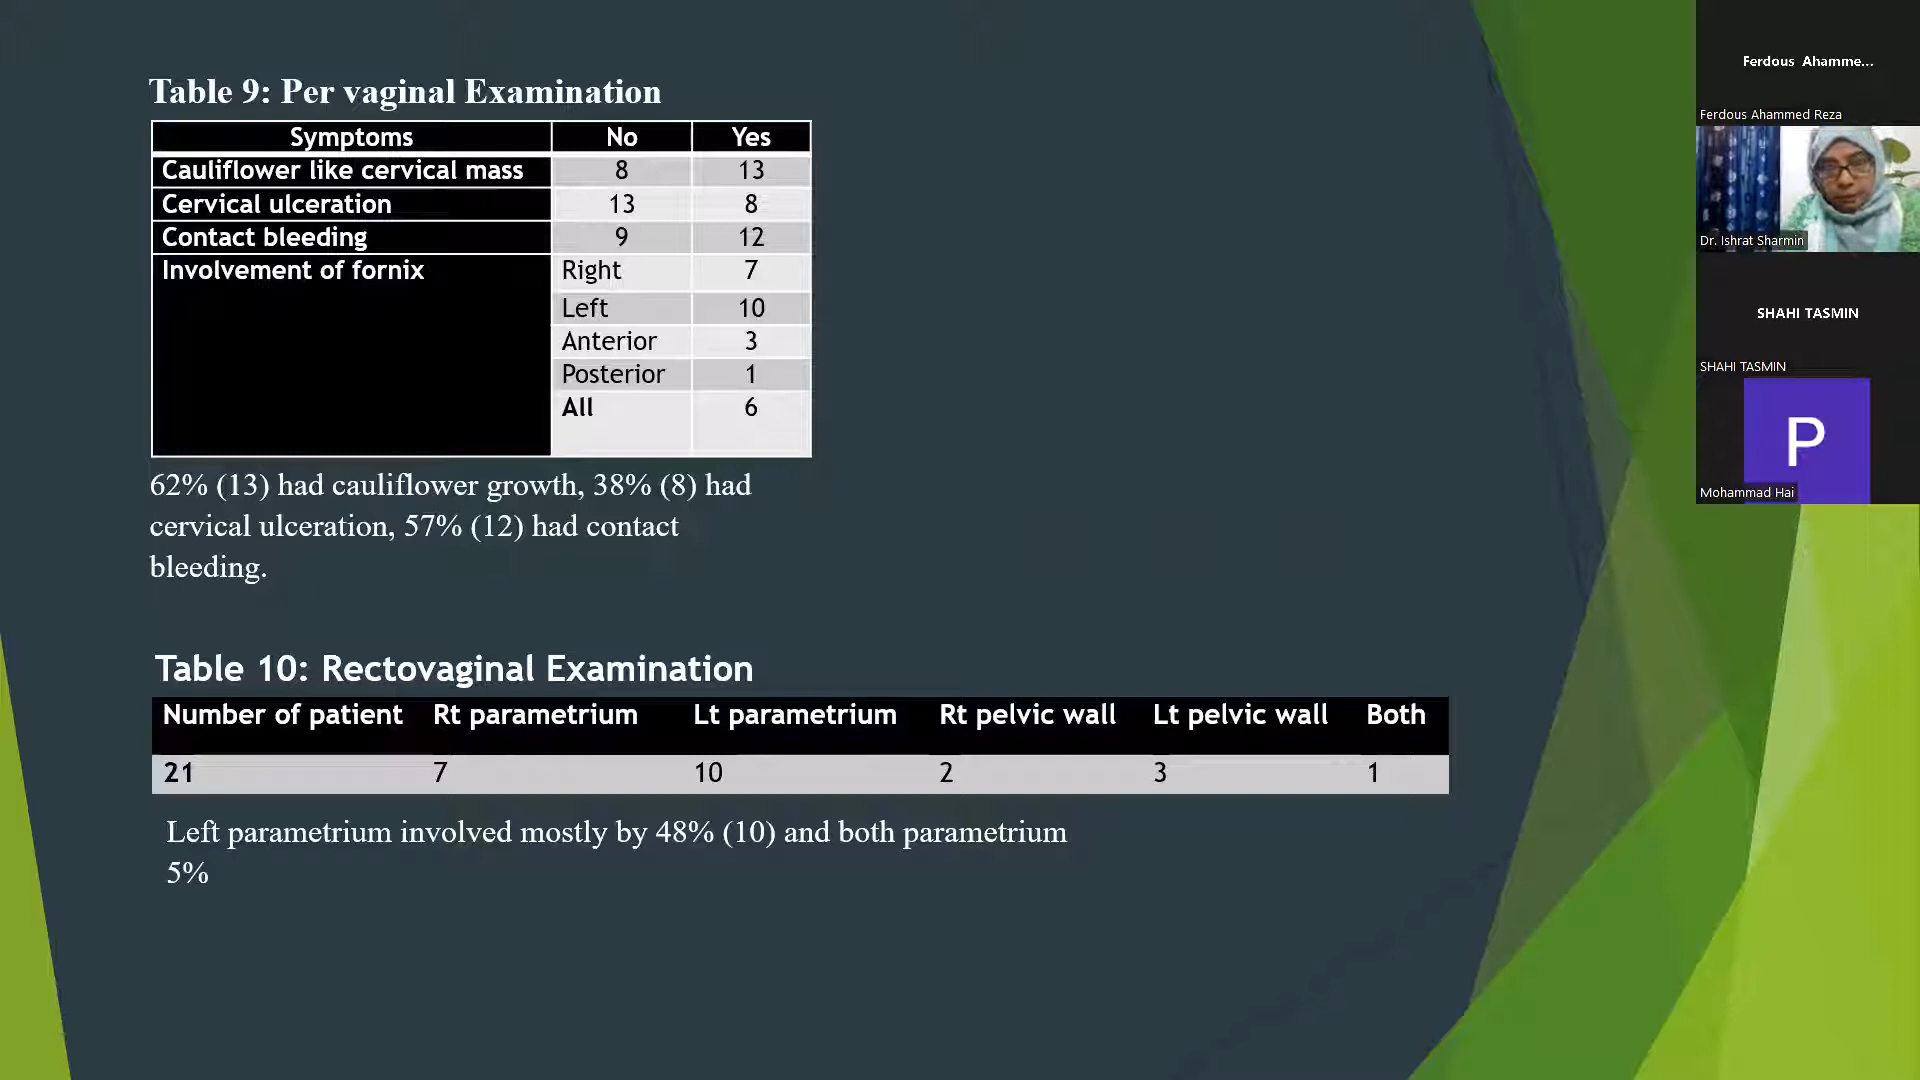 Table 9: Per vaginal Examination
Symptoms No Yes
Cauliflower like cervical mass 8 13
Cervical ulceration 13 8
Contact bleeding 9 12
Involvement of fornix Right 7
Left 10
Anterior 3
Posterior 1
All 6
62% (13) had cauliflower growth, 38% (8) had
cervical ulceration, 57% (12) had contact
bleeding.
Table 10: Rectovaginal Examination
Number of patient Rt parametrium Lt parametrium Rt pelvic wall Lt pelvic wall Both
21 7 10 2 3 1
Left parametrium involved mostly by 48% (10) and both parametrium
5%
Ferdous Ahamme...
Ferdous Ahammed Reza
Dr. Ishrat Sharmin
SHAHI TASMIN
SHAHI TASMIN
P
Mohammad Hai